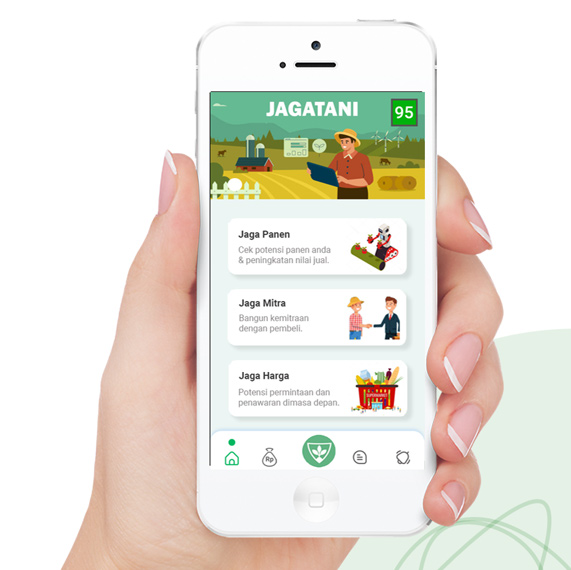 JAGATANI
95
Jaga Panen
Cek potensi panen anda
& peningkatan nilai jual.
Jaga Mitra
Bangun kemitraan
dengan pembeli.
Jaga Harga
Potensi permintaan dan
penawaran dimasa depan.
SUPERMARKET
Rp